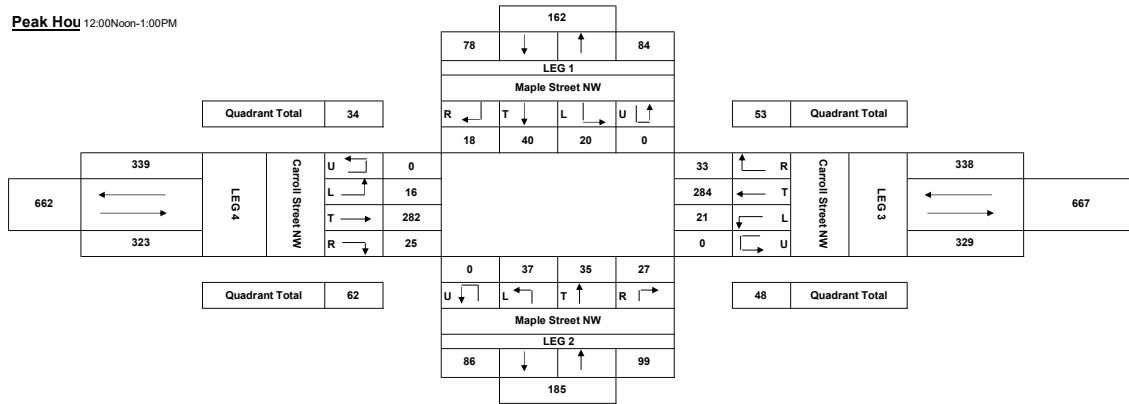 Peak Hou 12:00Noon-1:00PM
162
78 84
LEG 1
Maple Street NW
Quadrant Total 34
R T L U
53 Quadrant Total
18 40 20 0
339
U 0
33 R
338
662
LEG 4
Carroll Street NW
L 16
284 T
Carroll Street NW
LEG 3
667
T 282
21 L
323
R 25
0 U
329
0 37 35 27
Quadrant Total 62
U L T R
48 Quadrant Total
Maple Street NW
LEG 2
86 99
185